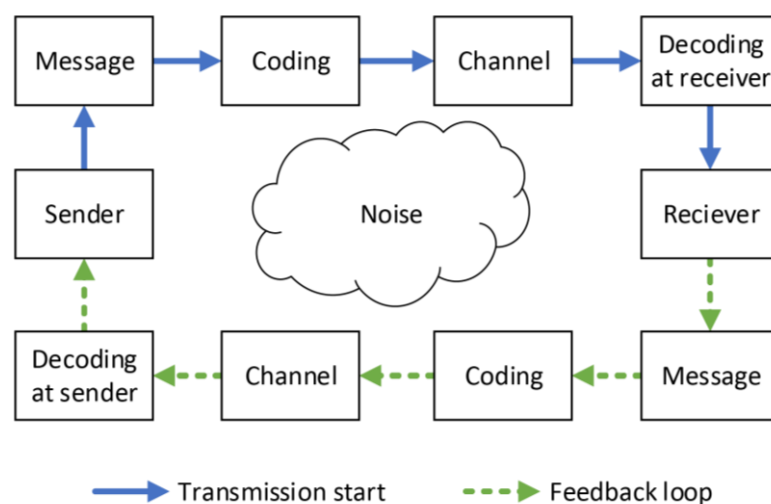 Message
Coding
Channel
Decoding
at receiver
Sender
Noise
Reciever
Decoding
at sender
Channel
Coding
Message
Transmission start
Feedback loop